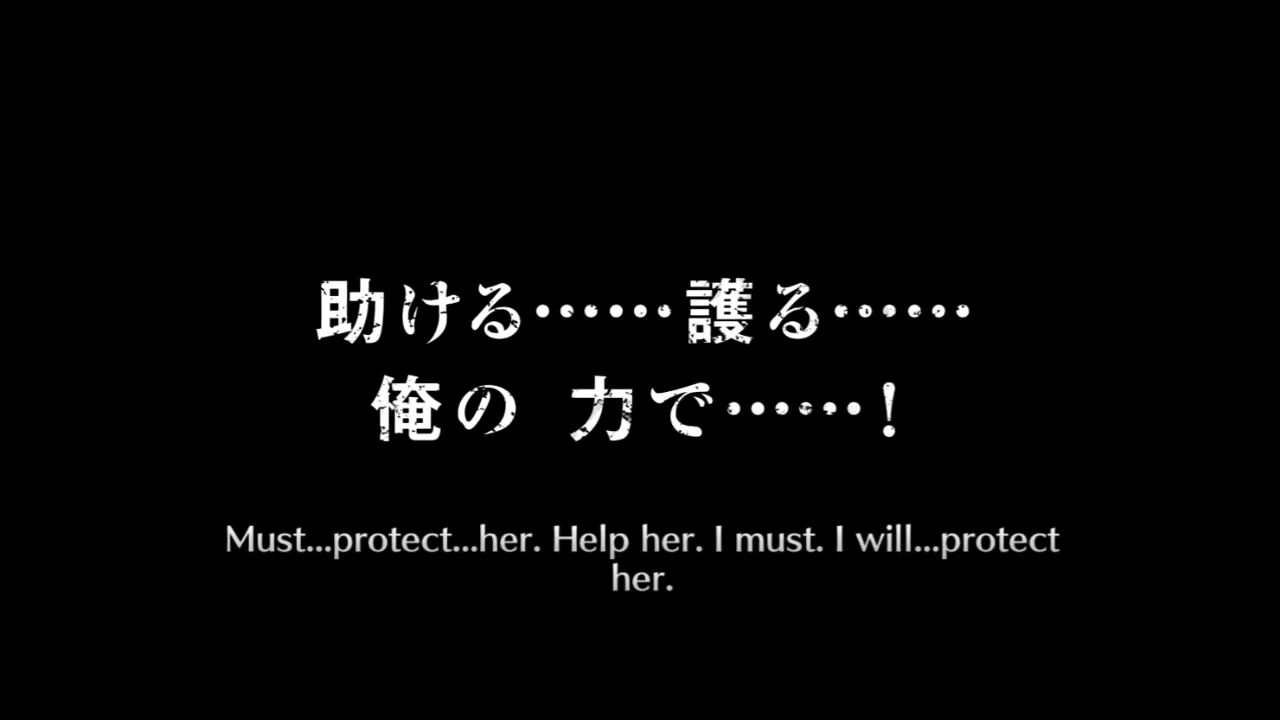 助ける……護る……
俺の 力で……!
Must...protect...her. Help her. I must. I will...protect
her.